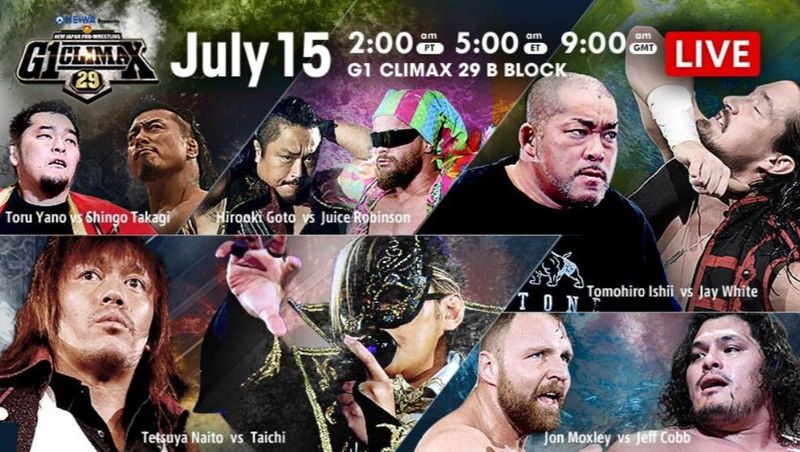 HEIWA Presents
NEW JAPAN PRO-WRESTLING
G1 CLIMAX
29
July 15
2:00 am PT 5:00 am ET 9:00 am GMT
LIVE
G1 CLIMAX 29 B BLOCK
Toru Yano vs Shingo Takagi
Hirooki Goto vs Juice Robinson
Tomohiro Ishii vs Jay White
STONE
Tetsuya Naito vs Taichi
Jon Moxley vs Jeff Cobb